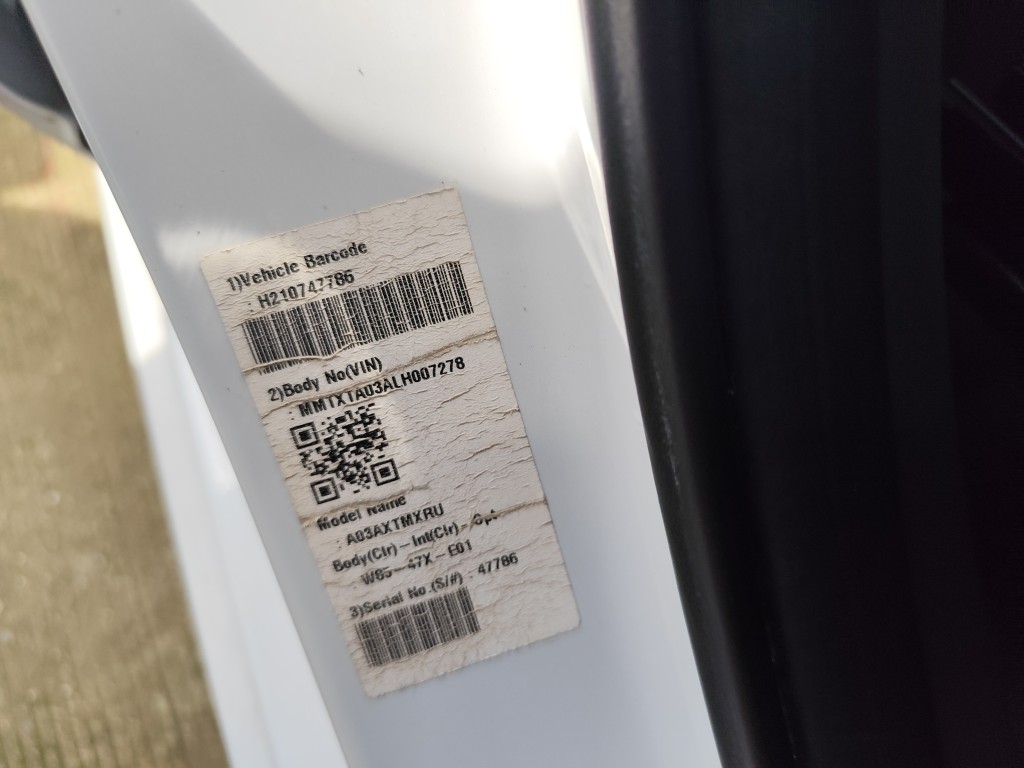 1)Vehicle Barcode
: H210747786
2)Body No(VIN)
: MMTXTA03ALH007278
Model Name
: A03AXTMXRU
Body(Clr) - Int(Clr) - Opt
: W85-47X-E01
3)Serial No.(S/#) : 47786